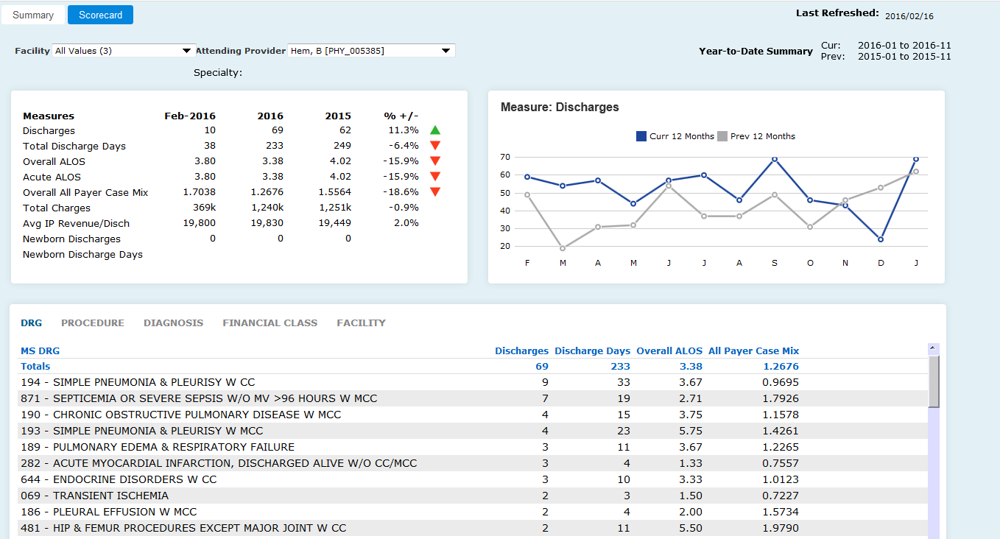 Summary Scorecard Last Refreshed: 2016/02/16
Facility All Values (3) Attending Provider Hem, B [PHY_005385]
Year-to-Date Summary Cur: 2016-01 to 2016-11
Prev: 2015-01 to 2015-11
Specialty:
Measures Feb-2016 2016 2015 % +/-
Discharges 10 69 62 11.3%
Total Discharge Days 38 233 249 -6.4%
Overall ALOS 3.80 3.38 4.02 -15.9%
Acute ALOS 3.80 3.38 4.02 -15.9%
Overall All Payer Case Mix 1.7038 1.2676 1.5564 -18.6%
Total Charges 369k 1,240k 1,251k -0.9%
Avg IP Revenue/Disch 19,800 19,830 19,449 2.0%
Newborn Discharges 0 0 0
Newborn Discharge Days
Measure: Discharges
Curr 12 Months Prev 12 Months
70
60
50
40
30
20
F M A M J J A S O N D J
DRG PROCEDURE DIAGNOSIS FINANCIAL CLASS FACILITY
MS DRG Discharges Discharge Days Overall ALOS All Payer Case Mix
Totals 69 233 3.38 1.2676
194 - SIMPLE PNEUMONIA & PLEURISY W CC 9 33 3.67 0.9695
871 - SEPTICEMIA OR SEVERE SEPSIS W/O MV >96 HOURS W MCC 7 19 2.71 1.7926
190 - CHRONIC OBSTRUCTIVE PULMONARY DISEASE W MCC 4 15 3.75 1.1578
193 - SIMPLE PNEUMONIA & PLEURISY W MCC 4 23 5.75 1.4261
189 - PULMONARY EDEMA & RESPIRATORY FAILURE 3 11 3.67 1.2265
282 - ACUTE MYOCARDIAL INFARCTION, DISCHARGED ALIVE W/O CC/MCC 3 4 1.33 0.7557
644 - ENDOCRINE DISORDERS W CC 3 10 3.33 1.0123
069 - TRANSIENT ISCHEMIA 2 3 1.50 0.7227
186 - PLEURAL EFFUSION W MCC 2 4 2.00 1.5734
481 - HIP & FEMUR PROCEDURES EXCEPT MAJOR JOINT W CC 2 11 5.50 1.9790